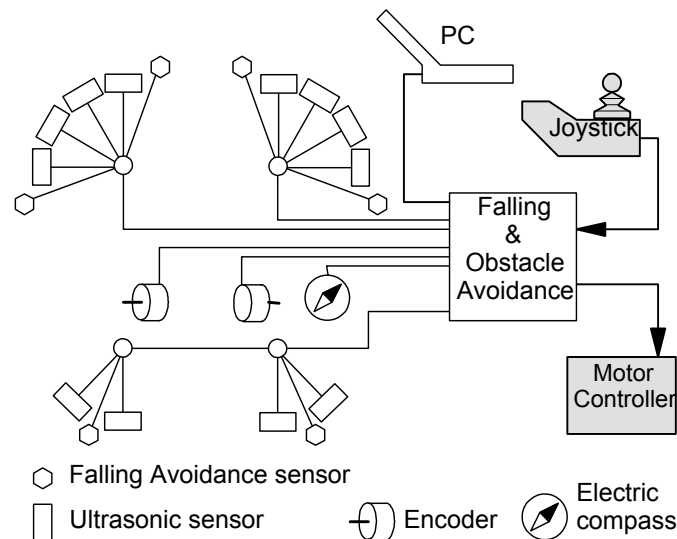 PC
Joystick
Falling
&
Obstacle
Avoidance
Motor
Controller
Falling Avoidance sensor
Ultrasonic sensor
Encoder
Electric
compass